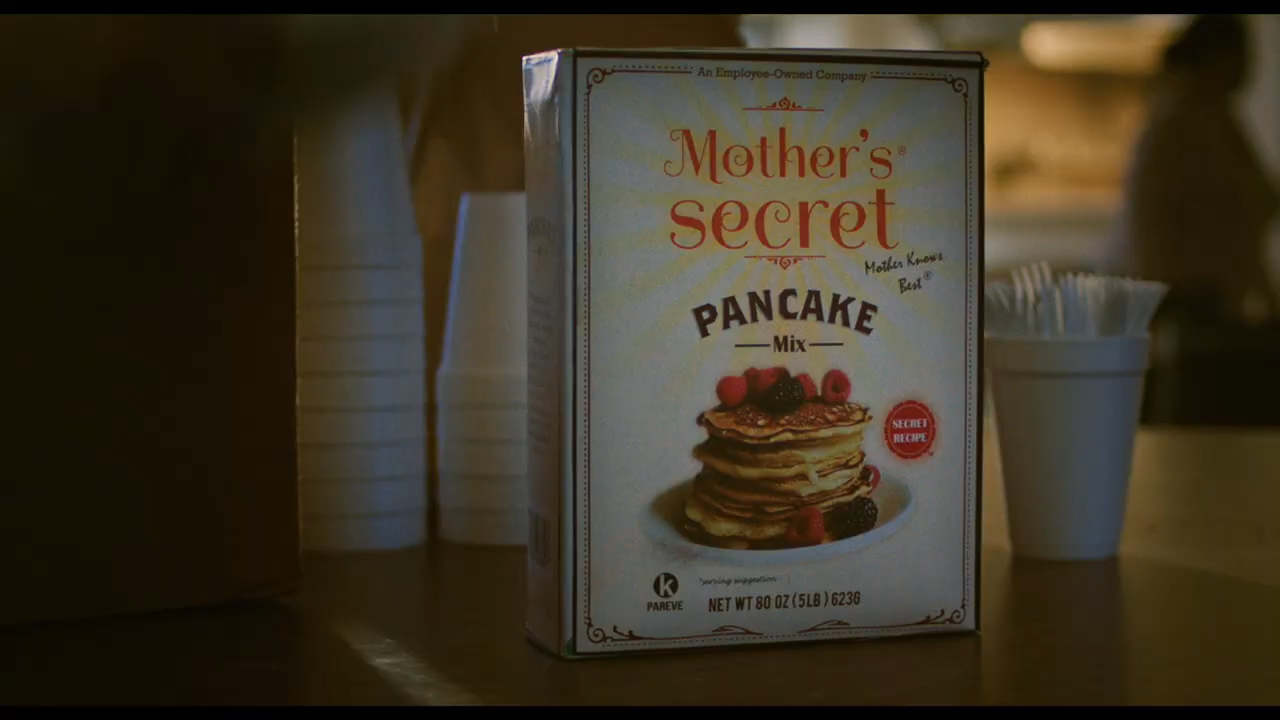 An Employee-Owned Company
Mother's®
secret
Mother Knows
Best®
PANCAKE
Mix
SECRET
RECIPE
k
PAREVE
*serving suggestion
NET WT 80 OZ (5LB) 623G